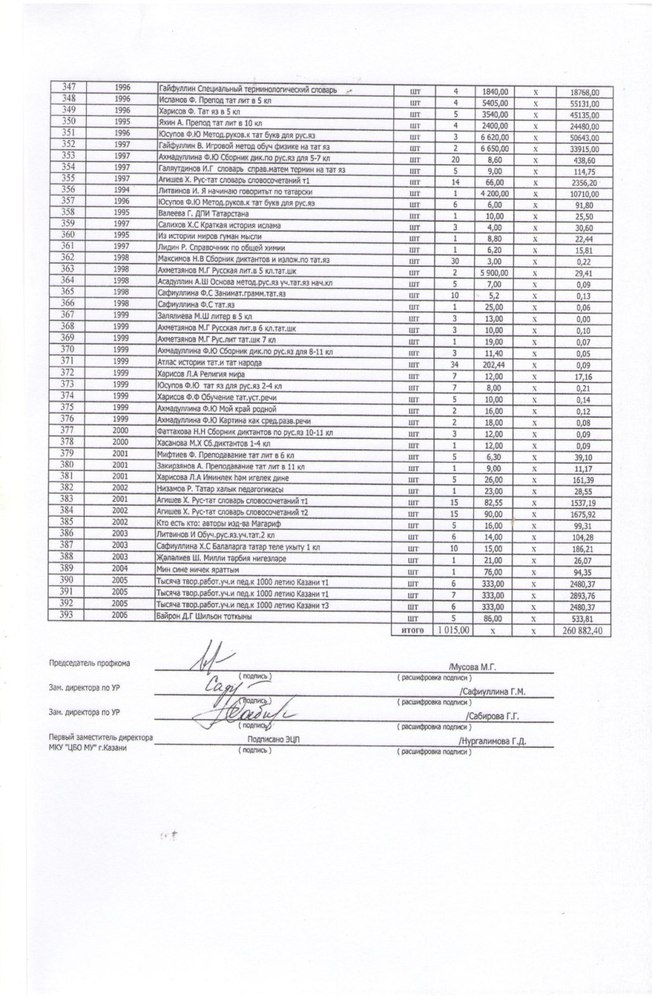 347 1996 Гайфуллин Специальный терминологический словарь шт 4 1840,00 х 18768,00
348 1996 Исламов Ф. Препод тат лит в 5 кл шт 4 5405,00 х 55131,00
349 1996 Харисов Ф. Тат яз в 5 кл шт 5 3540,00 х 45135,00
350 1995 Яхин А. Препод тат лит в 10 кл шт 4 2400,00 х 24480,00
351 1996 Юсупов Ф.Ю Метод.руков.к тат букв для рус.яз шт 3 6 620,00 х 50643,00
352 1997 Гайфуллин В. Игровой метод обуч физике на тат яз шт 2 6 650,00 х 33915,00
353 1997 Ахмадуллина Ф.Ю Сборник дик.по рус.яз для 5-7 кл шт 20 8,60 х 438,60
354 1997 Галяутдинов И.Г словарь справ.матем термин на тат яз шт 5 9,00 х 114,75
355 1997 Агишев Х. Рус-тат словарь словосочетаний т1 шт 14 66,00 х 2356,20
356 1994 Литвинов И. Я начинаю говоритьт по татарски шт 1 4 200,00 х 10710,00
357 1996 Юсупов Ф.Ю Метод.руков.к тат букв для рус.яз шт 6 6,00 х 91,80
358 1995 Валеева Г. ДПИ Татарстана шт 1 10,00 х 25,50
359 1997 Салихов Х.С Краткая история ислама шт 3 4,00 х 30,60
360 1995 Из истории миров гуман мысли шт 1 8,80 х 22,44
361 1997 Лидин Р. Справочник по общей химии шт 1 6,20 х 15,81
362 1998 Максимов Н.В Сборник диктантов и излож.по тат.яз шт 30 3,00 х 0,22
363 1998 Ахметзянов М.Г Русская лит.в 5 кл.тат.шк шт 2 5 900,00 х 29,41
364 1998 Асадуллин А.Ш Основа метод.рус.яз уч.тат.яз нач.кл шт 5 7,00 х 0,09
365 1998 Сафиуллина Ф.С Занимат.грамм.тат.яз шт 10 5,2 х 0,13
366 1998 Сафиуллина Ф.С тат.яз шт 1 25,00 х 0,06
367 1999 Залялиева М.Ш литер в 5 кл шт 3 13,00 х 0,00
368 1999 Ахметзянов М.Г Русская лит.в 6 кл.тат.шк шт 3 10,00 х 0,10
369 1999 Ахметзянов М.Г Рус.лит тат.шк 7 кл шт 1 19,00 х 0,07
370 1999 Ахмадуллина Ф.Ю Сборник дик.по рус.яз для 8-11 кл шт 3 11,40 х 0,05
371 1999 Атлас истории тат.и тат народа шт 34 202,44 х 0,09
372 1999 Харисов Л.А Религия мира шт 7 12,00 х 17,16
373 1999 Юсупов Ф.Ю тат яз для рус.яз 2-4 кл шт 7 8,00 х 0,21
374 1999 Харисов Ф.Ф Обучение тат.уст.речи шт 5 10,00 х 0,14
375 1999 Ахмадуллина Ф.Ю Мой край родной шт 2 16,00 х 0,12
376 1999 Ахмадуллина Ф.Ю Картина как сред.разв.речи шт 2 18,00 х 0,08
377 2000 Фаттахова Н.Н Сборник диктантов по рус.яз 10-11 кл шт 3 12,00 х 0,09
378 2000 Хасанова М.Х Сб.диктантов 1-4 кл шт 1 12,00 х 0,09
379 2001 Мифтиев Ф. Преподавание тат лит в 6 кл шт 5 6,30 х 39,10
380 2001 Закирзянов А. Преподавание тат лит в 11 кл шт 1 9,00 х 11,17
381 2001 Харисова Л.А Иминлек һәм игелек дине шт 5 26,00 х 161,39
382 2002 Низамов Р. Татар халык педагогикасы шт 1 23,00 х 28,55
383 2001 Агишев Х. Рус-тат словарь словосочетаний т1 шт 15 82,55 х 1537,19
384 2002 Агишев Х. Рус-тат словарь словосочетаний т2 шт 15 90,00 х 1675,92
385 2002 Кто есть кто: авторы изд-ва Магариф шт 5 16,00 х 99,31
386 2003 Литвинов И Обуч.рус.яз.уч.тат.2 кл шт 6 14,00 х 104,28
387 2003 Сафиуллина Х.С Балаларга татар теле укыту 1 кл шт 10 15,00 х 186,21
388 2003 Җәләлиев Ш. Милли тәрбия нигезләре шт 1 21,00 х 26,07
389 2004 Мин сине ничек яраттым шт 1 76,00 х 94,35
390 2005 Тысяча твор.работ.уч.и пед.к 1000 летию Казани т1 шт 6 333,00 х 2480,37
391 2005 Тысяча твор.работ.уч.и пед.к 1000 летию Казани т1 шт 7 333,00 х 2893,76
392 2005 Тысяча твор.работ.уч.и пед.к 1000 летию Казани т3 шт 6 333,00 х 2480,37
393 2006 Байрон Д.Г Шильон тоткыны шт 5 86,00 х 533,81
итого 1 015,00 х х 260 882,40
Председатель профкома /Мусова М.Г.
( подпись ) ( расшифровка подписи )
Зам. директора по УР /Сафиуллина Г.М.
( подпись ) ( расшифровка подписи )
Зам. директора по УР /Сабирова Г.Г.
( подпись ) ( расшифровка подписи )
Первый заместитель директора Подписано ЭЦП /Нургалимова Г.Д.
МКУ "ЦБО МУ" г.Казани ( подпись ) ( расшифровка подписи )